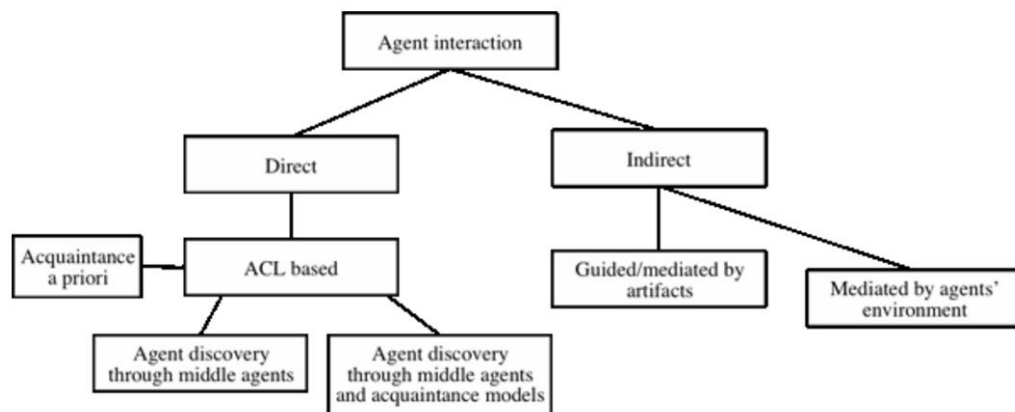 Agent interaction
Direct
Indirect
Acquaintance
a priori
ACL based
Guided/mediated by
artifacts
Mediated by agents’
environment
Agent discovery
through middle agents
Agent discovery
through middle agents
and acquaintance models